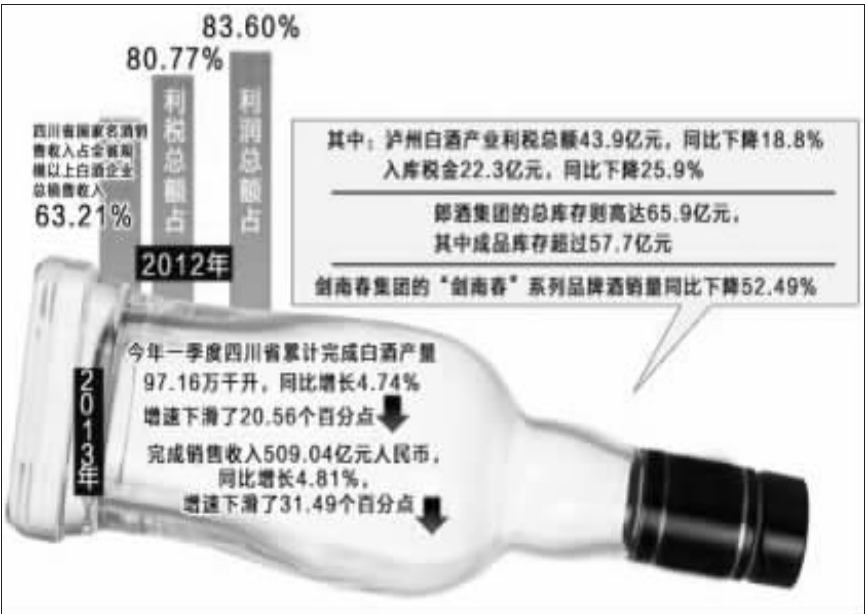 83.60%
80.77%
利税总额占
利润总额占
四川省国家名酒销
售收入占全省规
模以上白酒企业
总销售收入
63.21%
2012年
其中：泸州白酒产业利税总额43.9亿元，同比下降18.8%
入库税金22.3亿元，同比下降25.9%
郎酒集团的总库存则高达65.9亿元，
其中成品库存超过57.7亿元
剑南春集团的“剑南春”系列品牌酒销量同比下降52.49%
2013年
今年一季度四川省累计完成白酒产量
97.16万千升，同比增长4.74%
增速下滑了20.56个百分点
完成销售收入509.04亿元人民币，
同比增长4.81%，
增速下滑了31.49个百分点